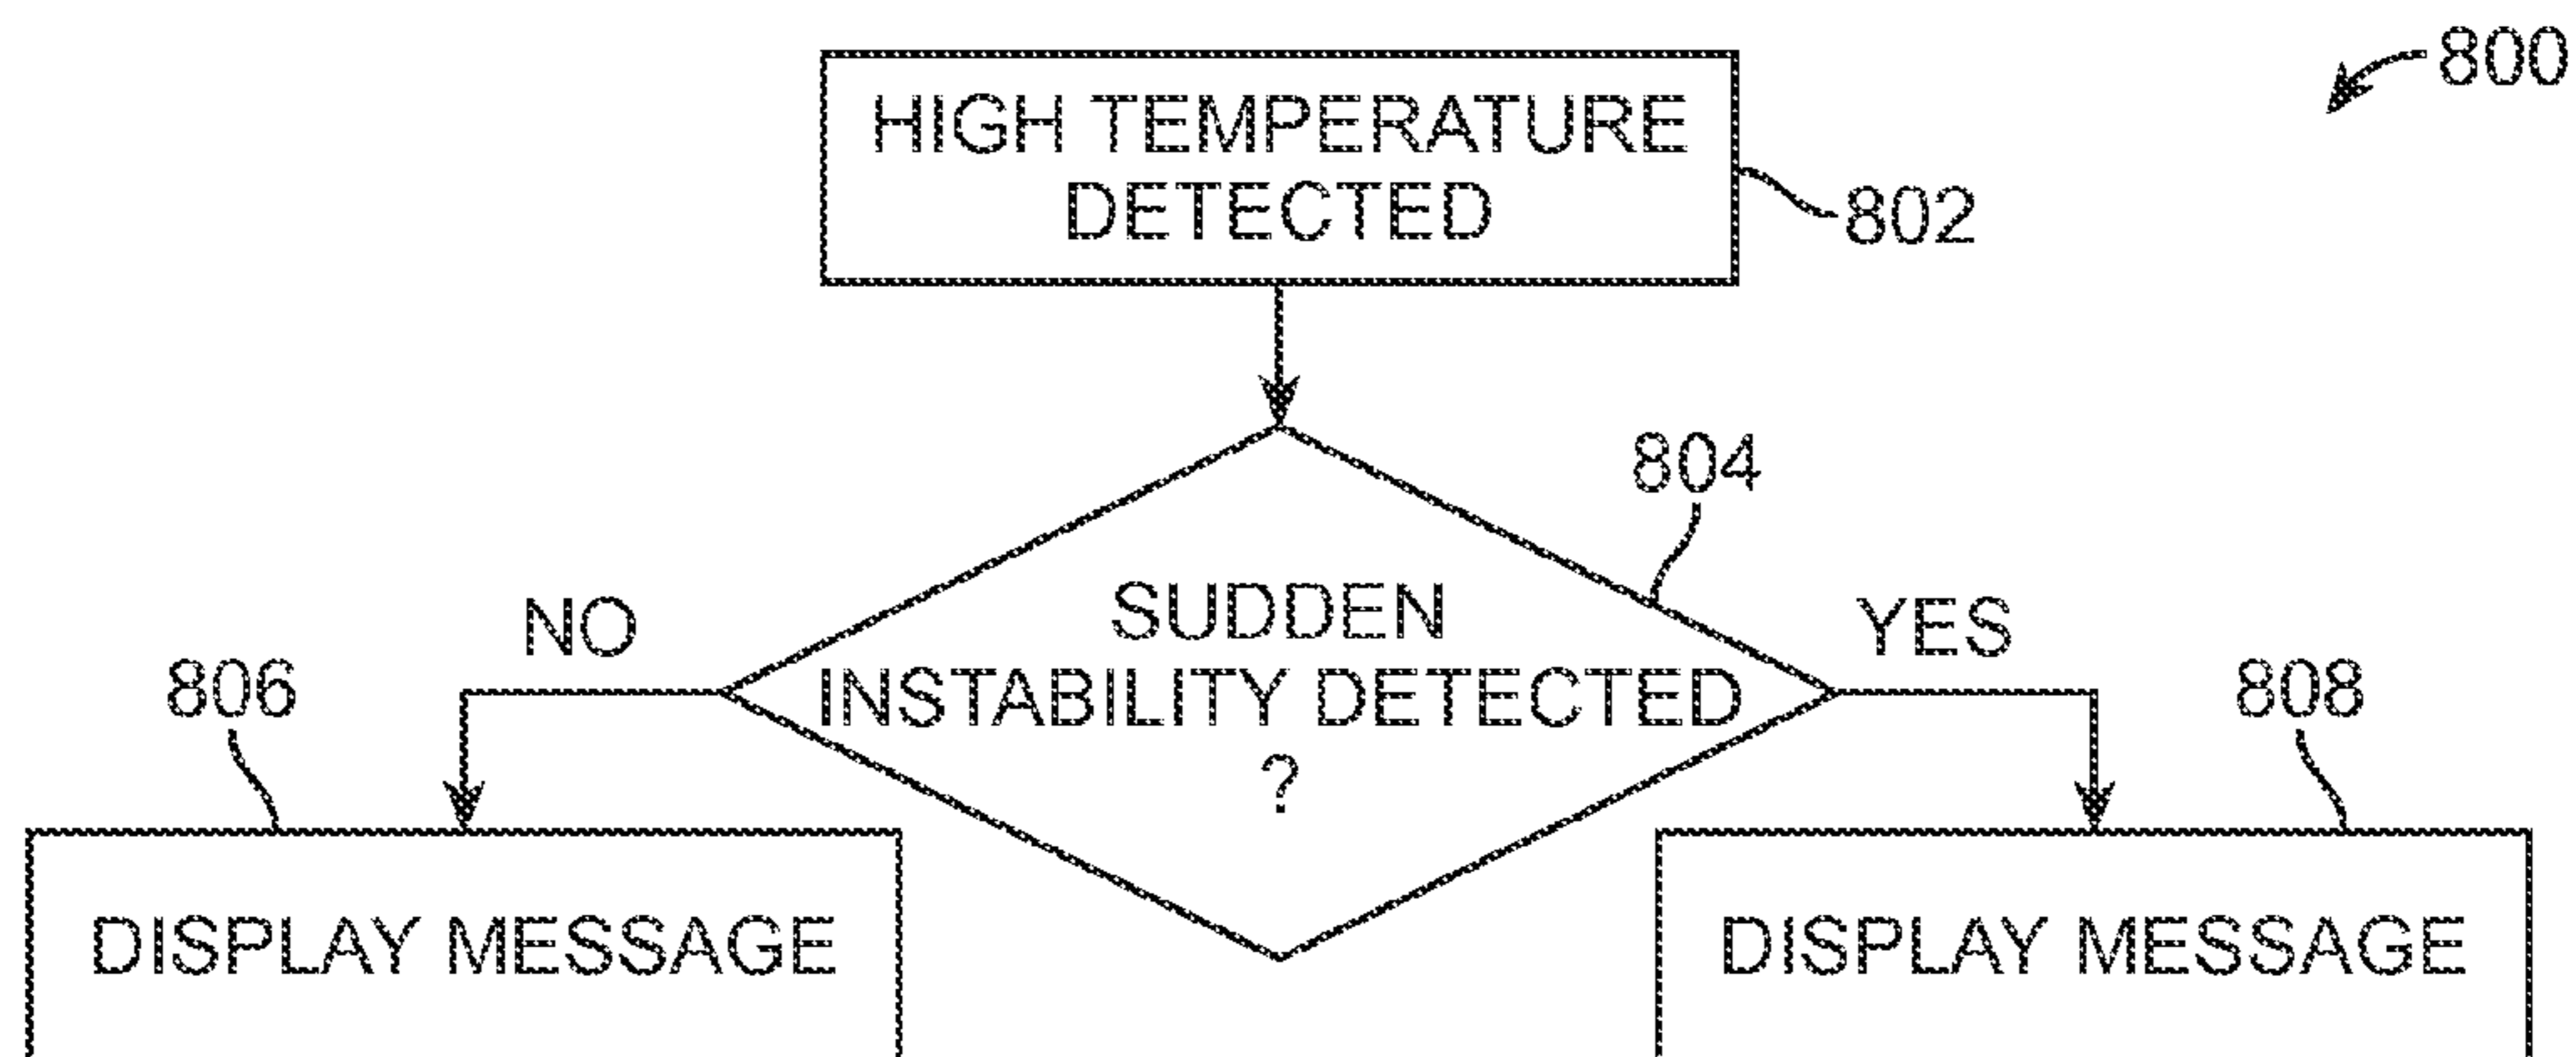 800
HIGH TEMPERATURE
DETECTED
802
804
SUDDEN
INSTABILITY DETECTED
?
NO
YES
806
808
DISPLAY MESSAGE
DISPLAY MESSAGE